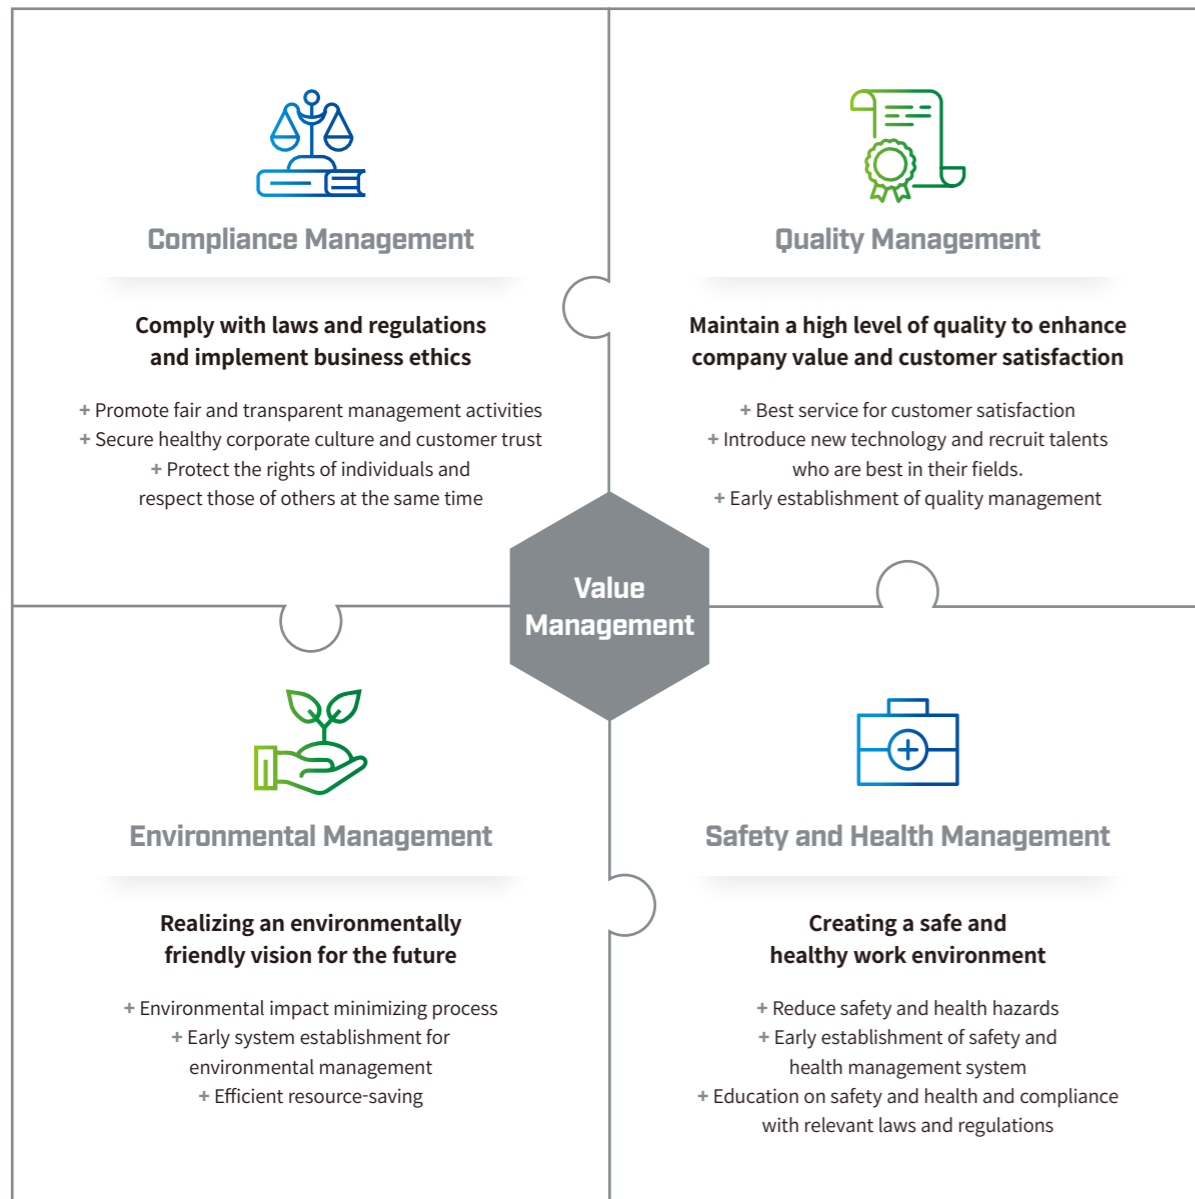 Compliance Management
Comply with laws and regulations
and implement business ethics
+ Promote fair and transparent management activities
+ Secure healthy corporate culture and customer trust
+ Protect the rights of individuals and
respect those of others at the same time
Quality Management
Maintain a high level of quality to enhance
company value and customer satisfaction
+ Best service for customer satisfaction
+ Introduce new technology and recruit talents
who are best in their fields.
+ Early establishment of quality management
Value
Management
Environmental Management
Realizing an environmentally
friendly vision for the future
+ Environmental impact minimizing process
+ Early system establishment for
environmental management
+ Efficient resource-saving
Safety and Health Management
Creating a safe and
healthy work environment
+ Reduce safety and health hazards
+ Early establishment of safety and
health management system
+ Education on safety and health and compliance
with relevant laws and regulations